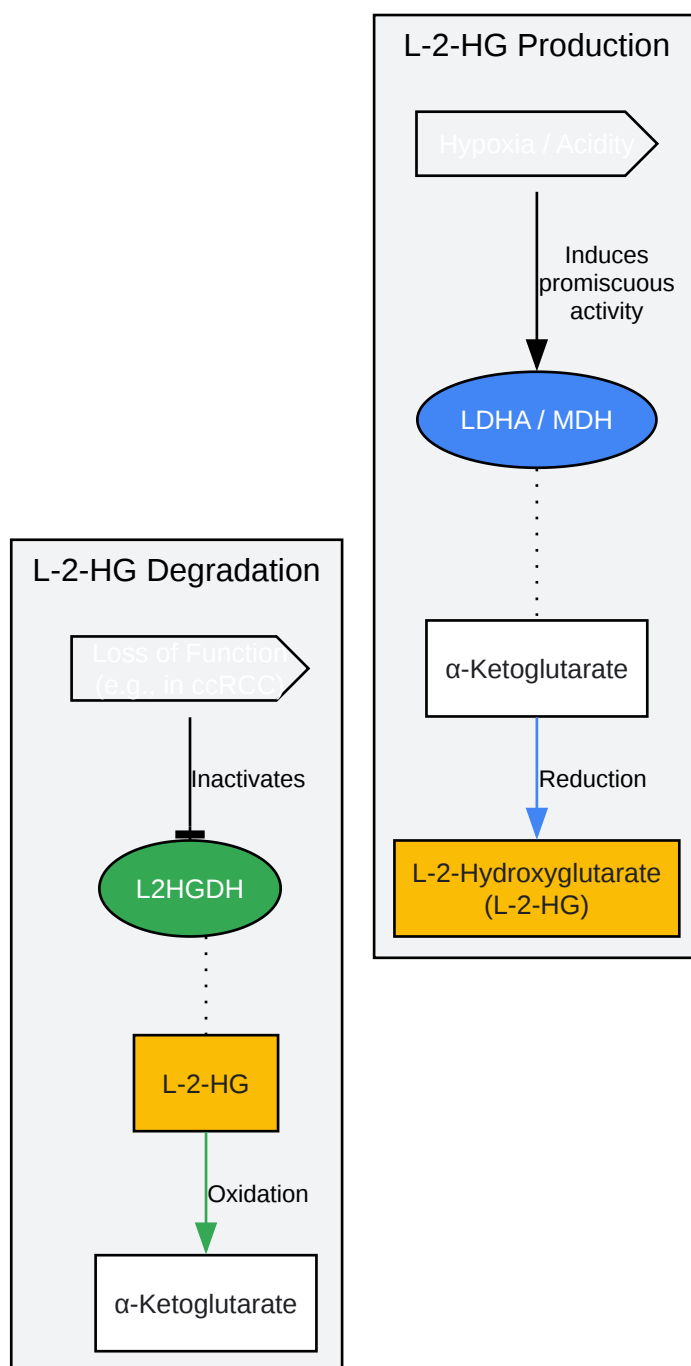 L-2-HG Production
Hypoxia / Acidity
Induces
promiscuous
activity
LDHA / MDH
α-Ketoglutarate
Reduction
L-2-Hydroxyglutarate
(L-2-HG)
L-2-HG Degradation
Loss of Function
(e.g., in ccRCC)
Inactivates
L2HGDH
L-2-HG
Oxidation
α-Ketoglutarate